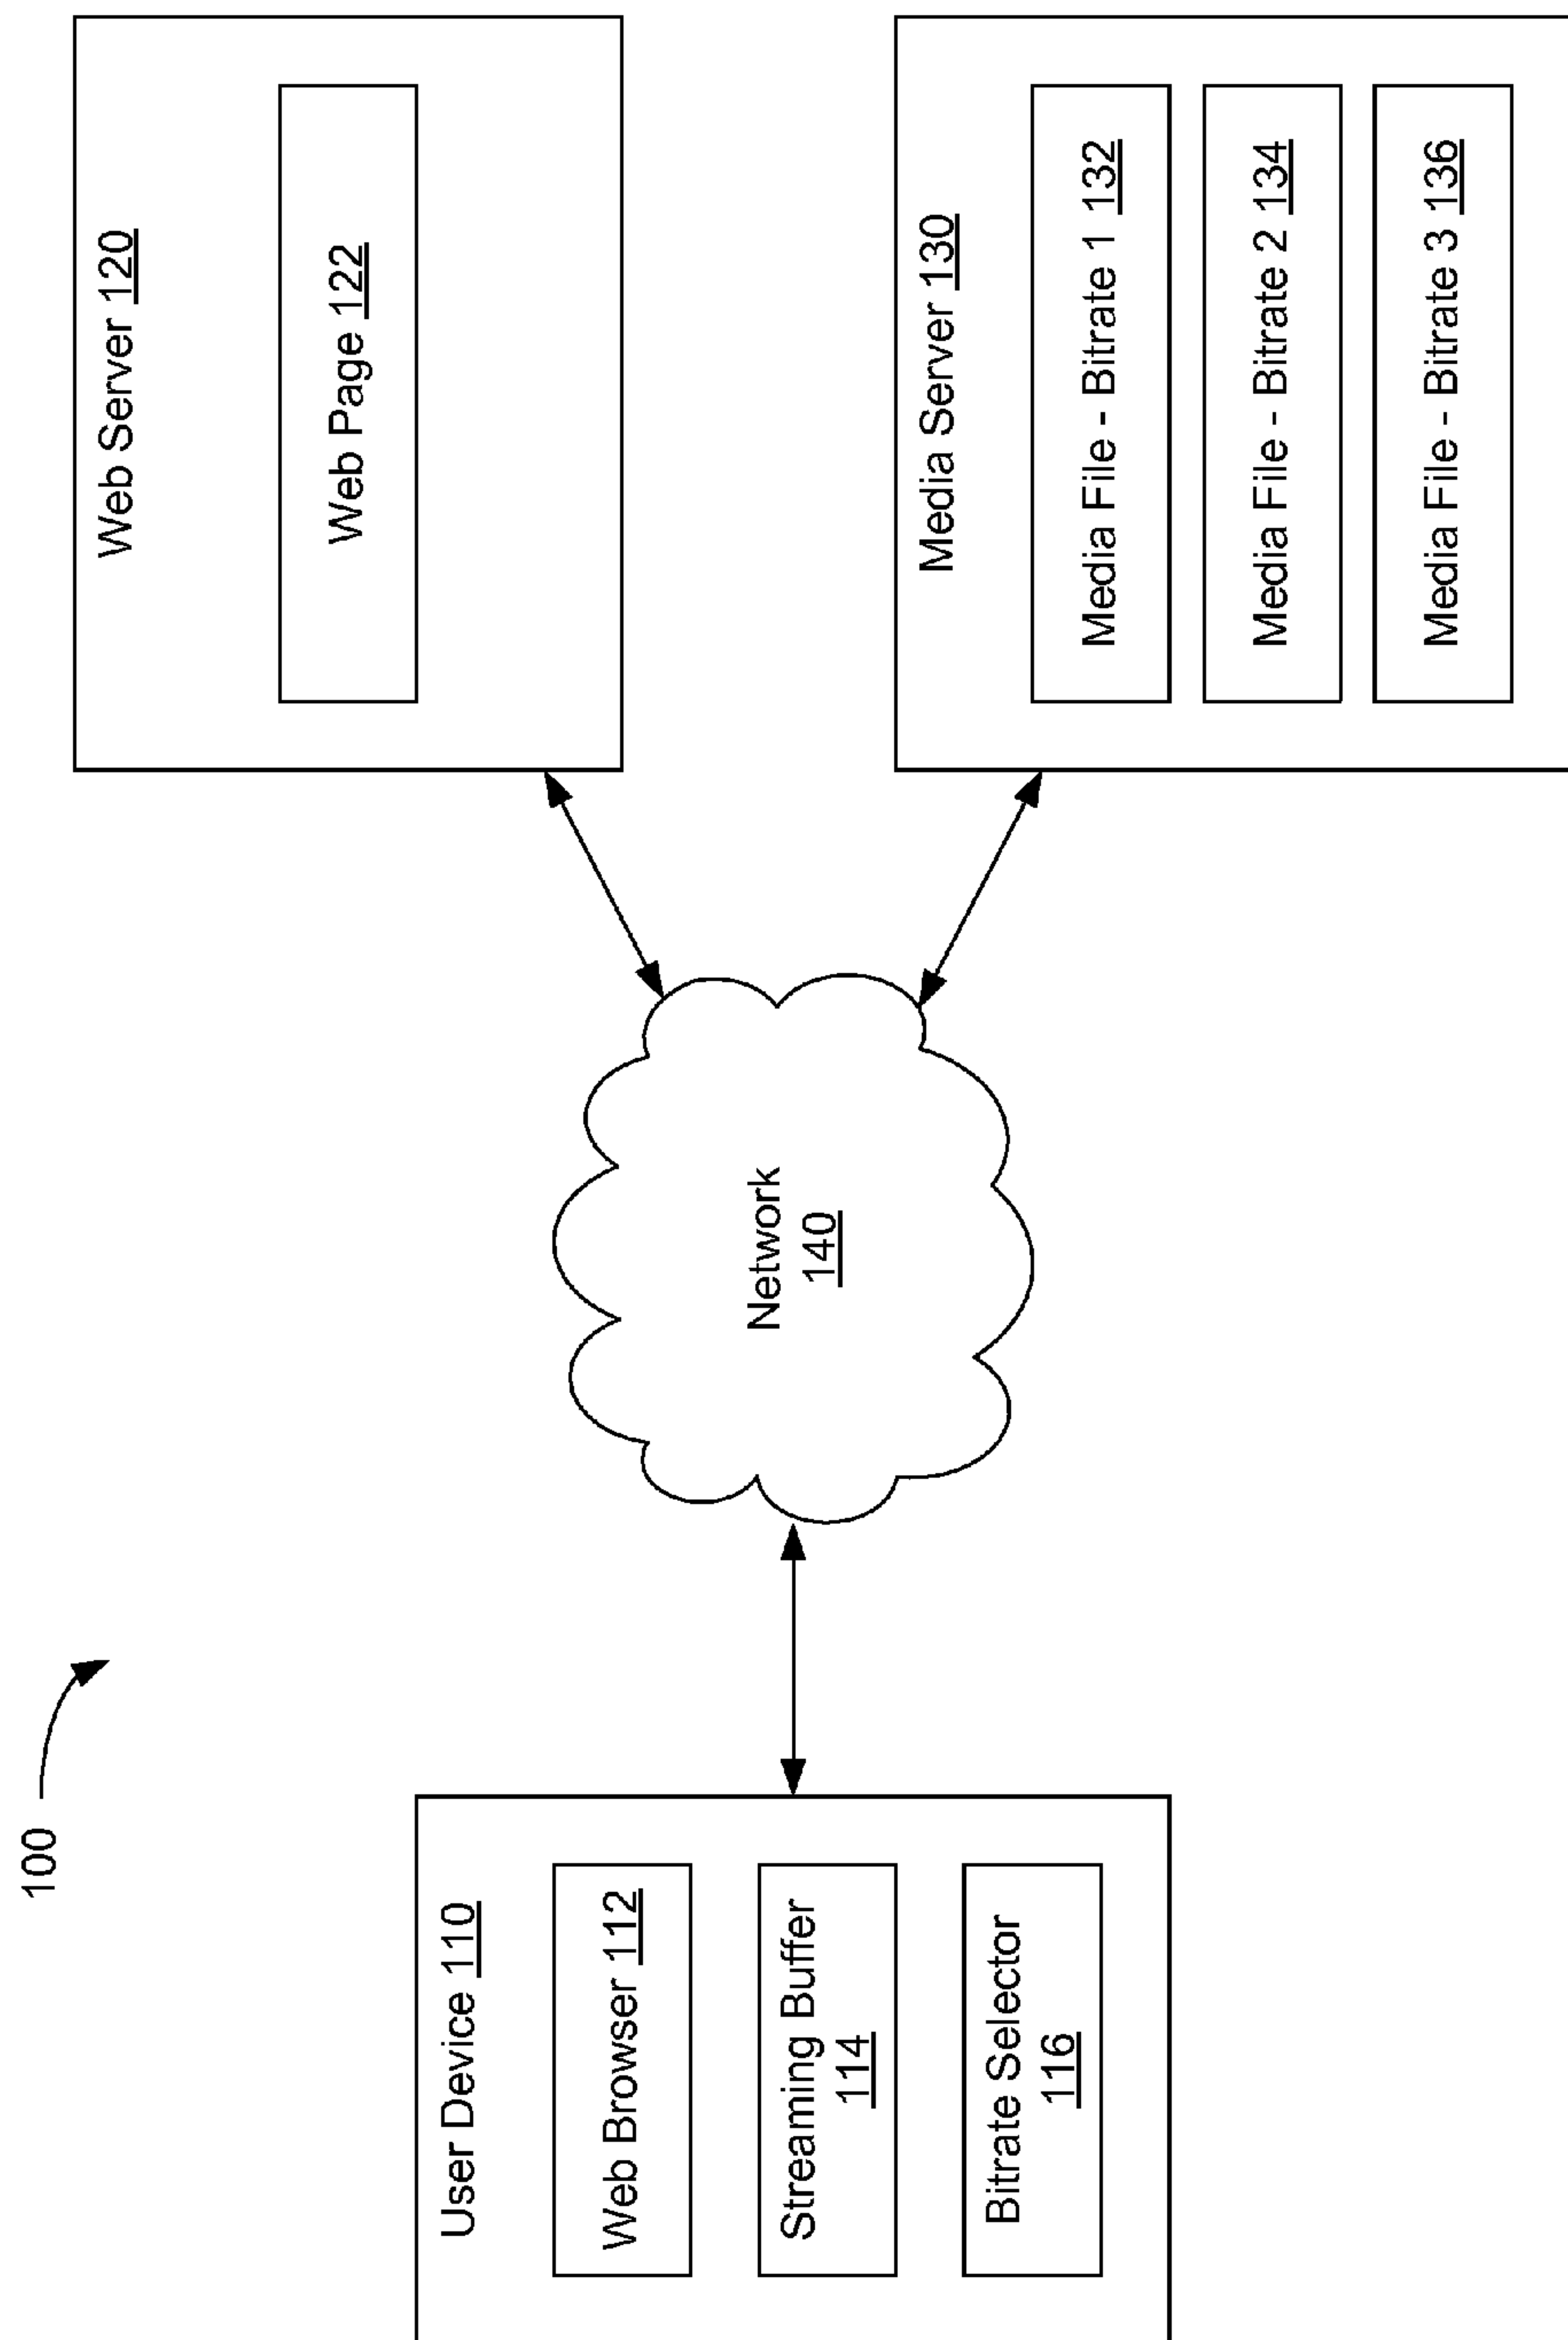 100
User Device 110
Web Browser 112
Streaming Buffer
114
Bitrate Selector
116
Network
140
Web Server 120
Web Page 122
Media Server 130
Media File - Bitrate 1 132
Media File - Bitrate 2 134
Media File - Bitrate 3 136